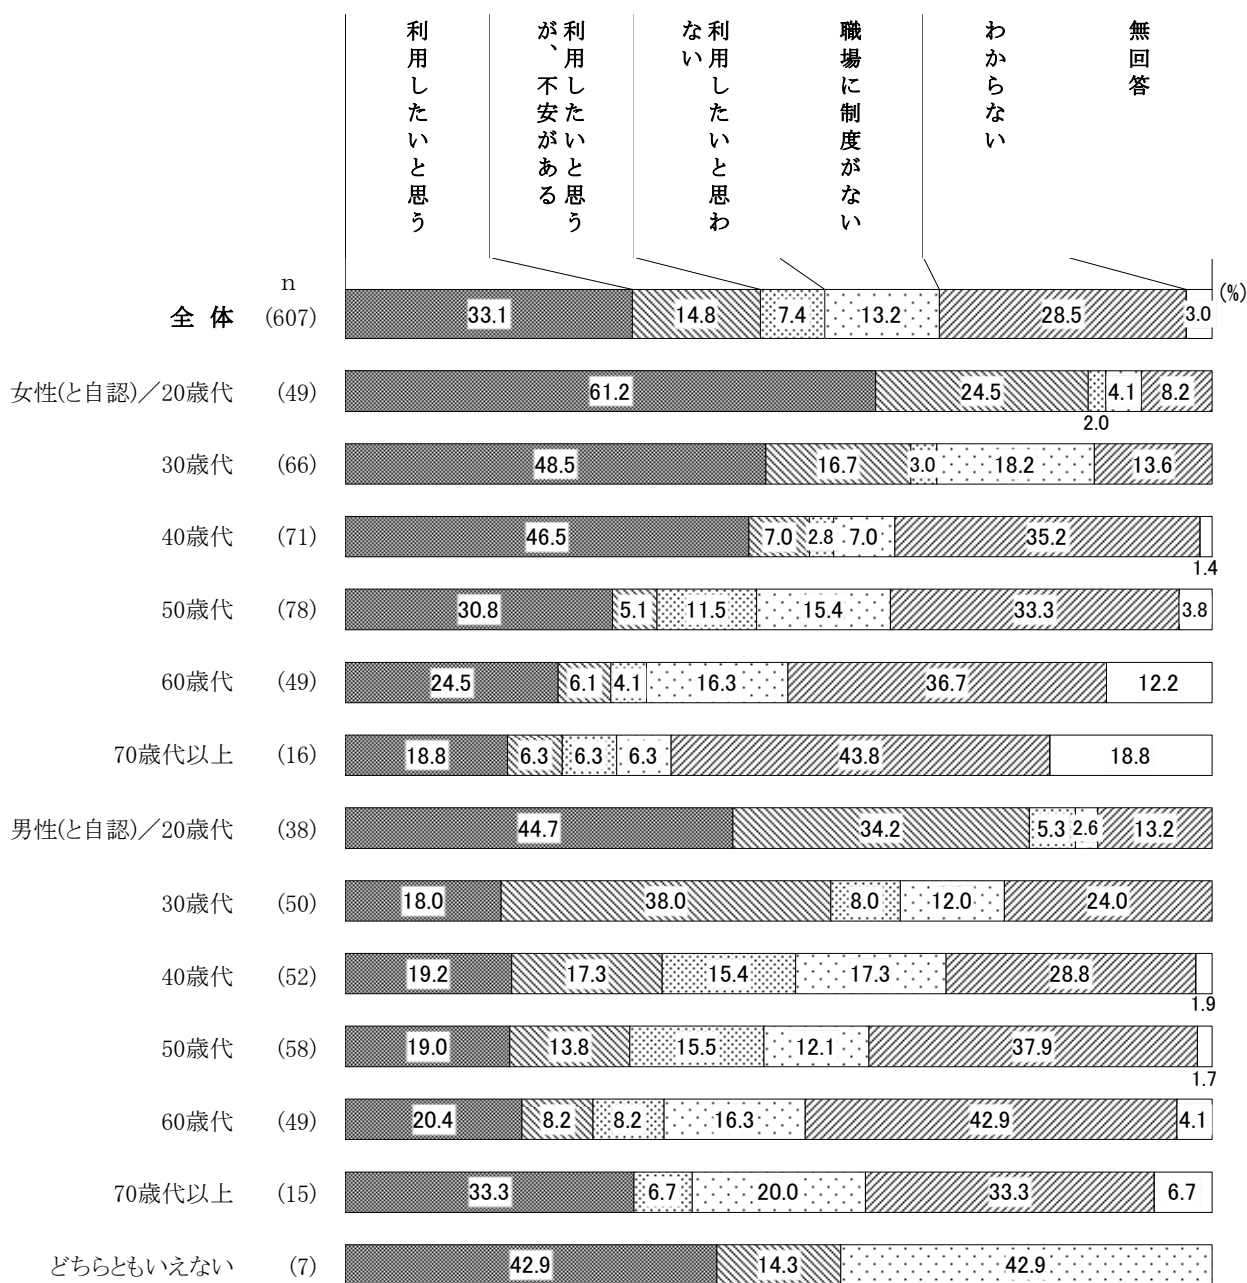 利用したいと思う
利用したいと思う
が、不安がある
利用したいと思わ
ない
職場に制度がない
わからない
無回答
n
(%)
全 体 (607) 33.1 14.8 7.4 13.2 28.5 3.0
女性(と自認)／20歳代 (49) 61.2 24.5 4.1 8.2
2.0
30歳代 (66) 48.5 16.7 3.0 18.2 13.6
40歳代 (71) 46.5 7.0 2.8 7.0 35.2
1.4
50歳代 (78) 30.8 5.1 11.5 15.4 33.3 3.8
60歳代 (49) 24.5 6.1 4.1 16.3 36.7 12.2
70歳代以上 (16) 18.8 6.3 6.3 6.3 43.8 18.8
男性(と自認)／20歳代 (38) 44.7 34.2 5.3 2.6 13.2
30歳代 (50) 18.0 38.0 8.0 12.0 24.0
40歳代 (52) 19.2 17.3 15.4 17.3 28.8
1.9
50歳代 (58) 19.0 13.8 15.5 12.1 37.9
1.7
60歳代 (49) 20.4 8.2 8.2 16.3 42.9 4.1
70歳代以上 (15) 33.3 6.7 20.0 33.3 6.7
どちらともいえない (7) 42.9 14.3 42.9